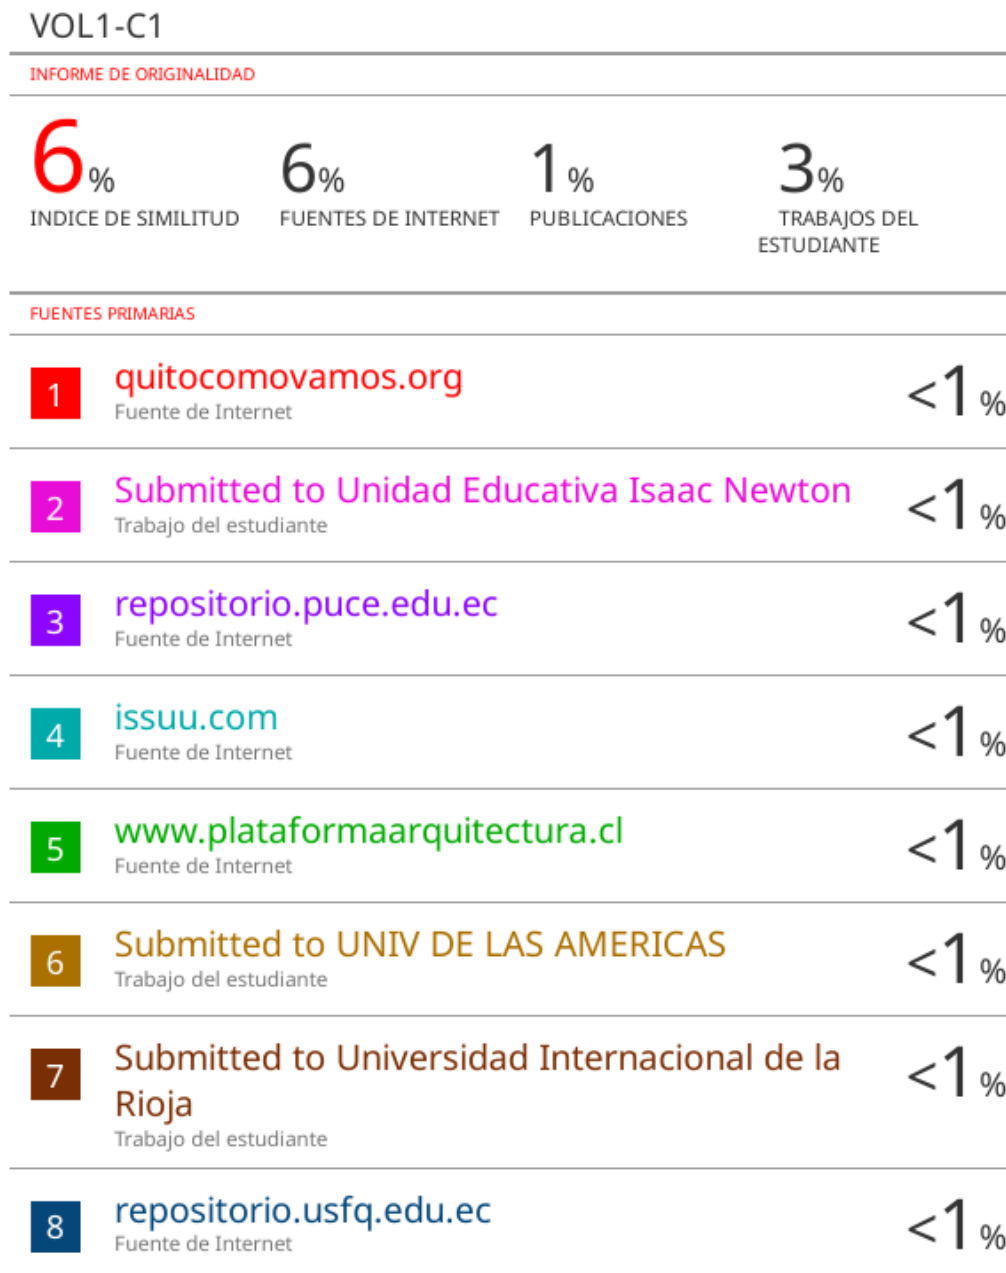 VOL1-C1
INFORME DE ORIGINALIDAD
6% 6% 1% 3%
INDICE DE SIMILITUD FUENTES DE INTERNET PUBLICACIONES TRABAJOS DEL
ESTUDIANTE
FUENTES PRIMARIAS
1 quitocomovamos.org <1%
Fuente de Internet
2 Submitted to Unidad Educativa Isaac Newton <1%
Trabajo del estudiante
3 repositorio.puce.edu.ec <1%
Fuente de Internet
4 issuu.com <1%
Fuente de Internet
5 www.plataformaarquitectura.cl <1%
Fuente de Internet
6 Submitted to UNIV DE LAS AMERICAS <1%
Trabajo del estudiante
7 Submitted to Universidad Internacional de la <1%
Rioja
Trabajo del estudiante
8 repositorio.usfq.edu.ec <1%
Fuente de Internet